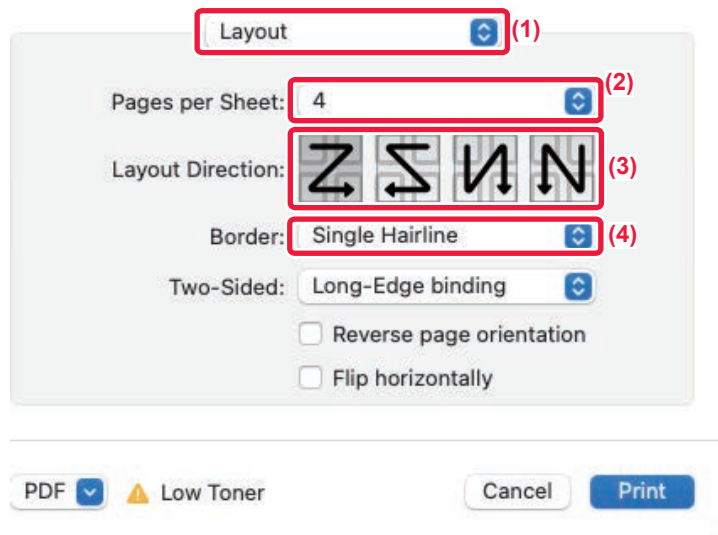 Layout (1)
Pages per Sheet: 4 (2)
Layout Direction: (3)
Border: Single Hairline (4)
Two-Sided: Long-Edge binding
Reverse page orientation
Flip horizontally
PDF Low Toner Cancel Print